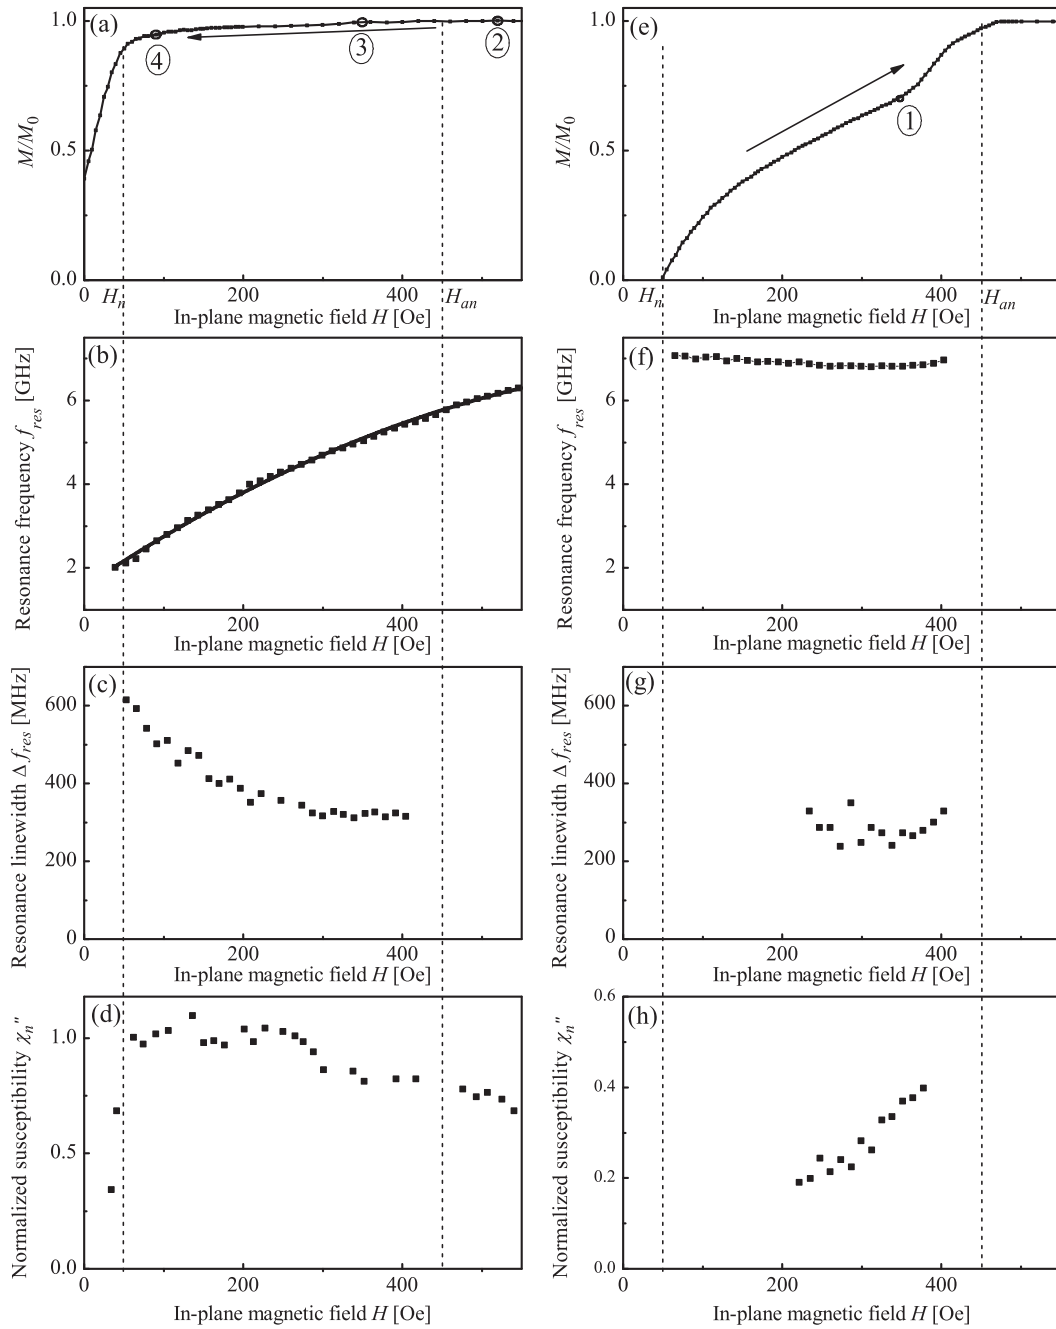 (a)
1.0
0.5
0.0
M/M0
4
3
2
Hn
200
400
Han
In-plane magnetic field H [Oe]
(e)
1.0
0.5
0.0
M/M0
1
Hn
200
400
Han
In-plane magnetic field H [Oe]
(b)
6
4
2
Resonance frequency fres [GHz]
0
200
400
In-plane magnetic field H [Oe]
(f)
6
4
2
Resonance frequency fres [GHz]
0
200
400
In-plane magnetic field H [Oe]
(c)
600
400
200
0
Resonance linewidth Δ fres [MHz]
0
200
400
In-plane magnetic field H [Oe]
(g)
600
400
200
0
Resonance linewidth Δ fres [MHz]
0
200
400
In-plane magnetic field H [Oe]
(d)
1.0
0.5
0.0
Normalized susceptibility χn"
0
200
400
In-plane magnetic field H [Oe]
(h)
0.6
0.4
0.2
0.0
Normalized susceptibility χn"
0
200
400
In-plane magnetic field H [Oe]